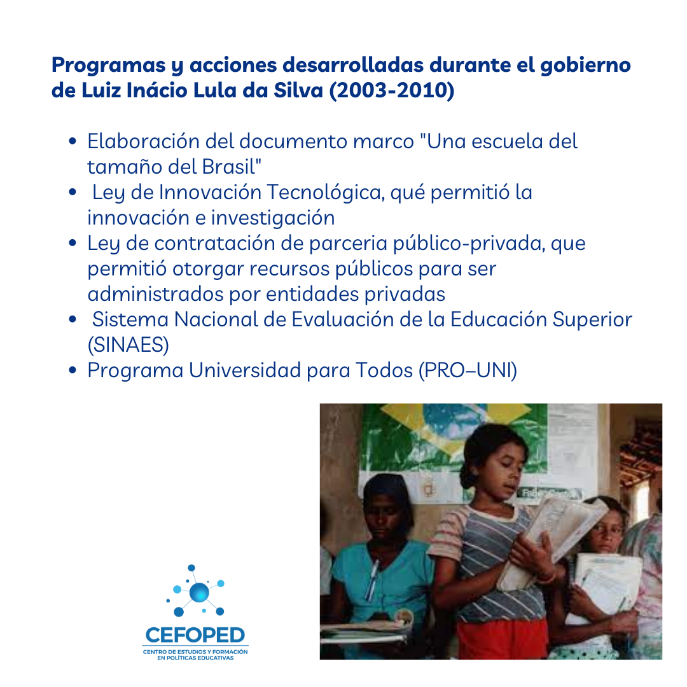 Programas y acciones desarrolladas durante el gobierno
de Luiz Inácio Lula da Silva (2003-2010)
• Elaboración del documento marco "Una escuela del
tamaño del Brasil"
• Ley de Innovación Tecnológica, qué permitió la
innovación e investigación
• Ley de contratación de parceria público-privada, que
permitió otorgar recursos públicos para ser
administrados por entidades privadas
• Sistema Nacional de Evaluación de la Educación Superior
(SINAES)
• Programa Universidad para Todos (PRO–UNI)
CEFOPED
CENTRO DE ESTUDIOS Y FORMACIÓN
EN POLÍTICAS EDUCATIVAS